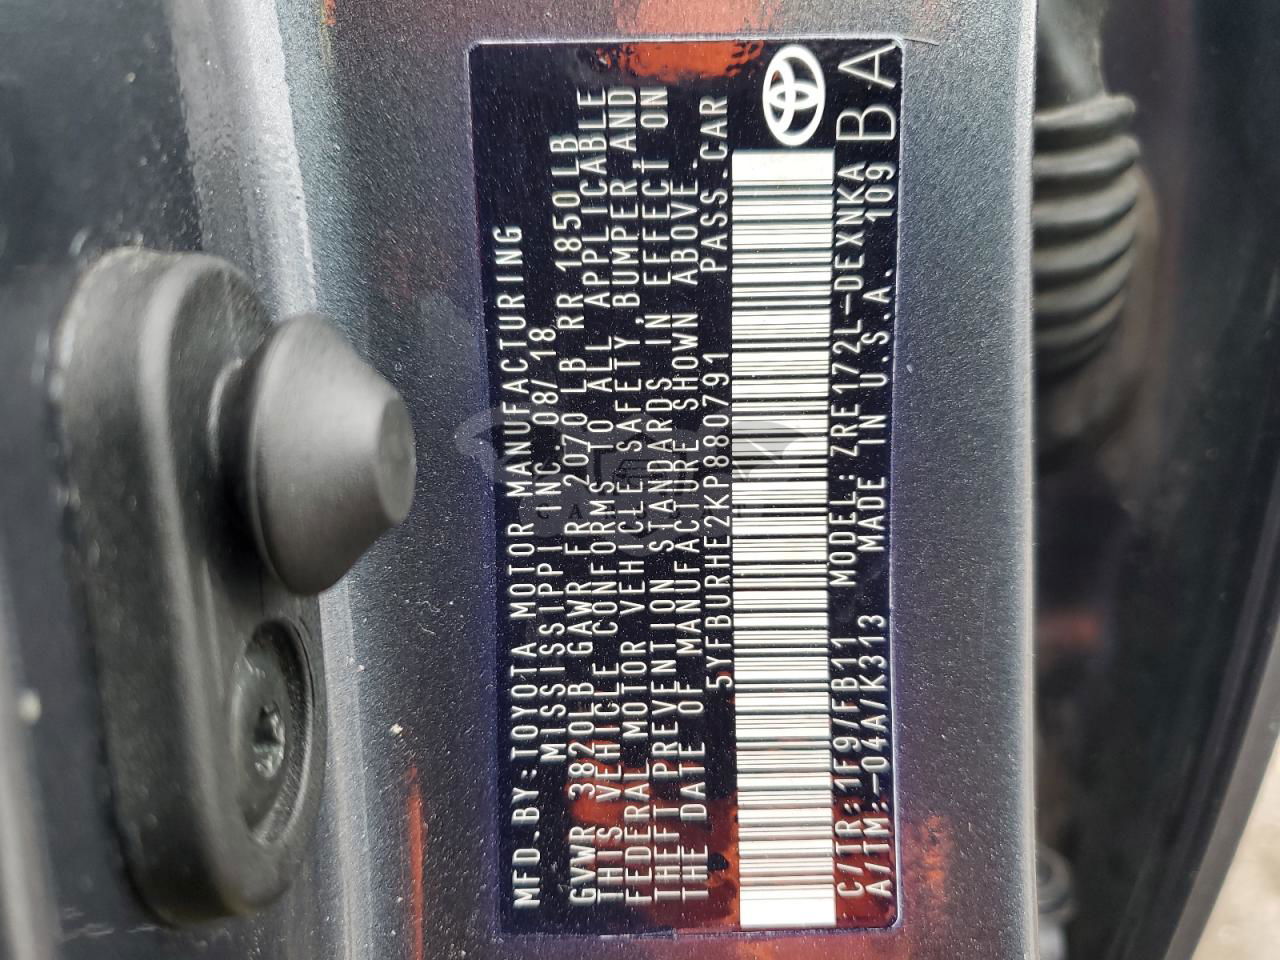 MFD.BY:TOYOTA MOTOR MANUFACTURING
MISSISSIPPI INC. 08/18
GVWR 3820LB GAWR FR 2070 LB RR 1850LB
THIS VEHICLE CONFORMS TO ALL APPLICABLE
FEDERAL MOTOR VEHICLE SAFETY, BUMPER, AND
THEFT PREVENTION STANDARDS IN EFFECT ON
THE DATE OF MANUFACTURE SHOWN ABOVE.
5YFBURHE2KP880791 PASS.CAR
C/TR:1F9/FB11 MODEL:ZRE172L-DEXNKA
A/TM:-04A/K313 MADE IN U.S.A. 109 BA